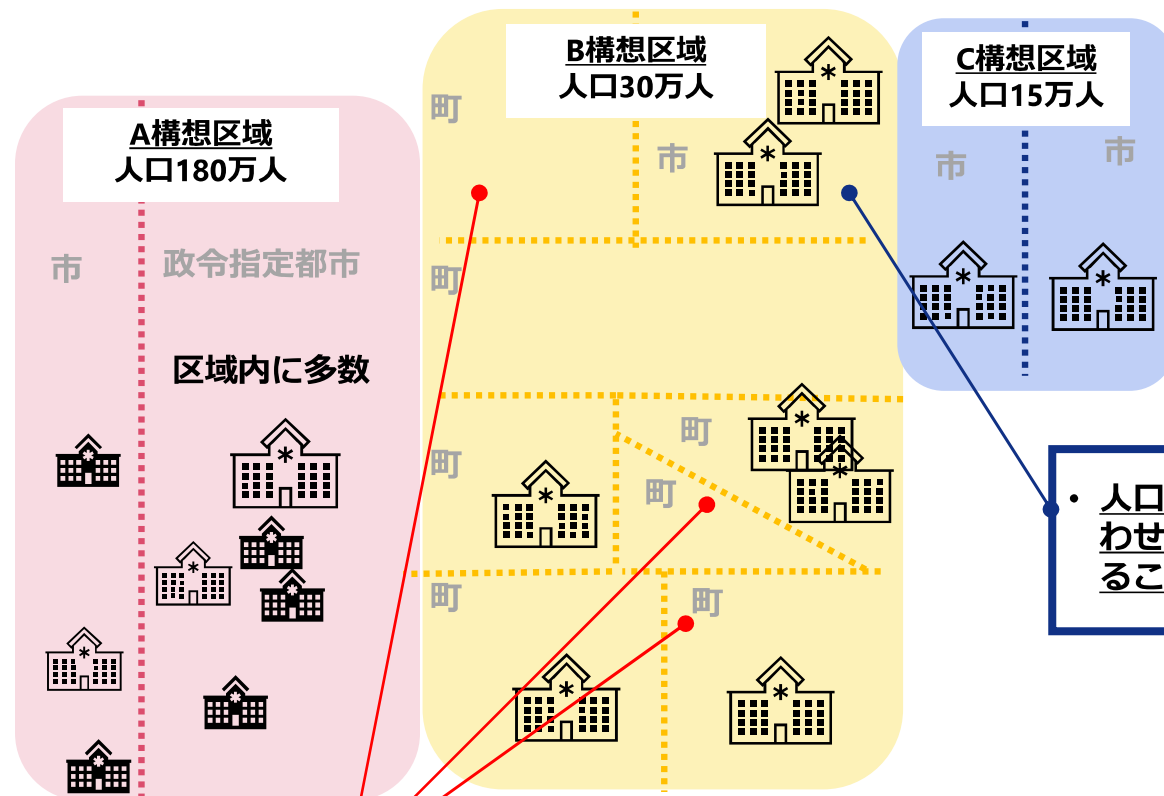 A構想区域
人口180万人
市
政令指定都市
区域内に多数
B構想区域
人口30万人
町
市
町
町
町
町
町
町
C構想区域
人口15万人
市
市
・ 人口
わせ
るこ